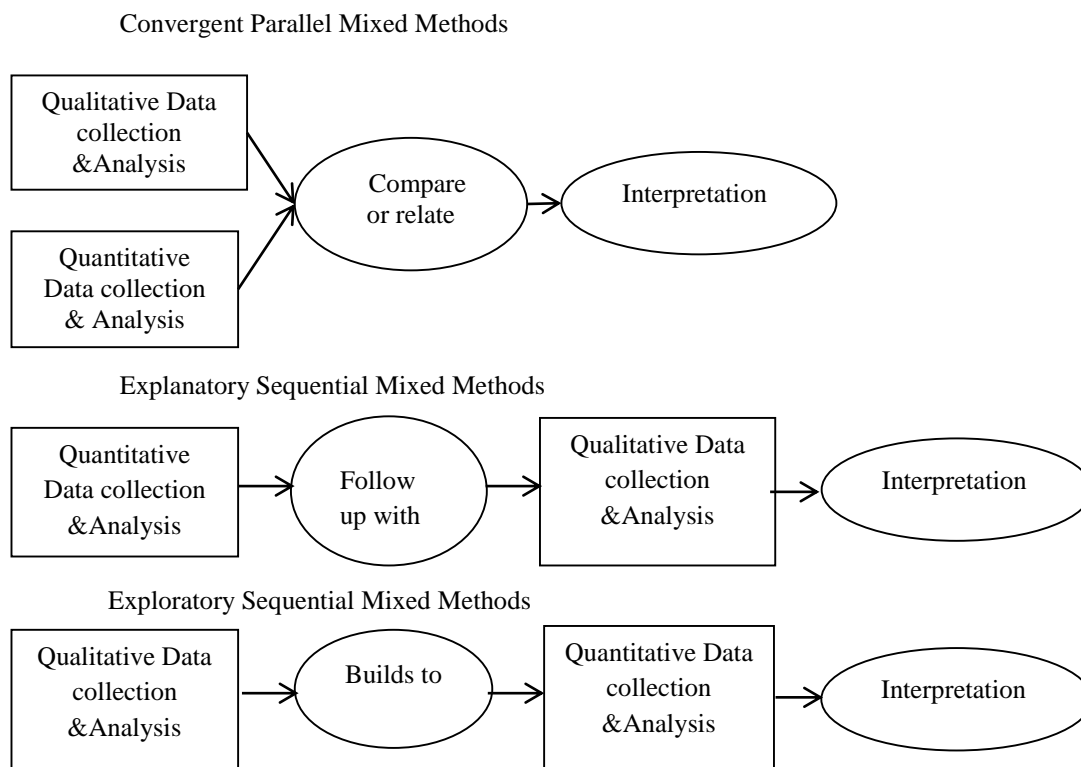 Convergent Parallel Mixed Methods
Qualitative Data
collection
&Analysis
Quantitative
Data collection
& Analysis
Compare
or relate
Interpretation
Explanatory Sequential Mixed Methods
Quantitative
Data collection
&Analysis
Follow
up with
Qualitative Data
collection
&Analysis
Interpretation
Exploratory Sequential Mixed Methods
Qualitative Data
collection
&Analysis
Builds to
Quantitative Data
collection
&Analysis
Interpretation